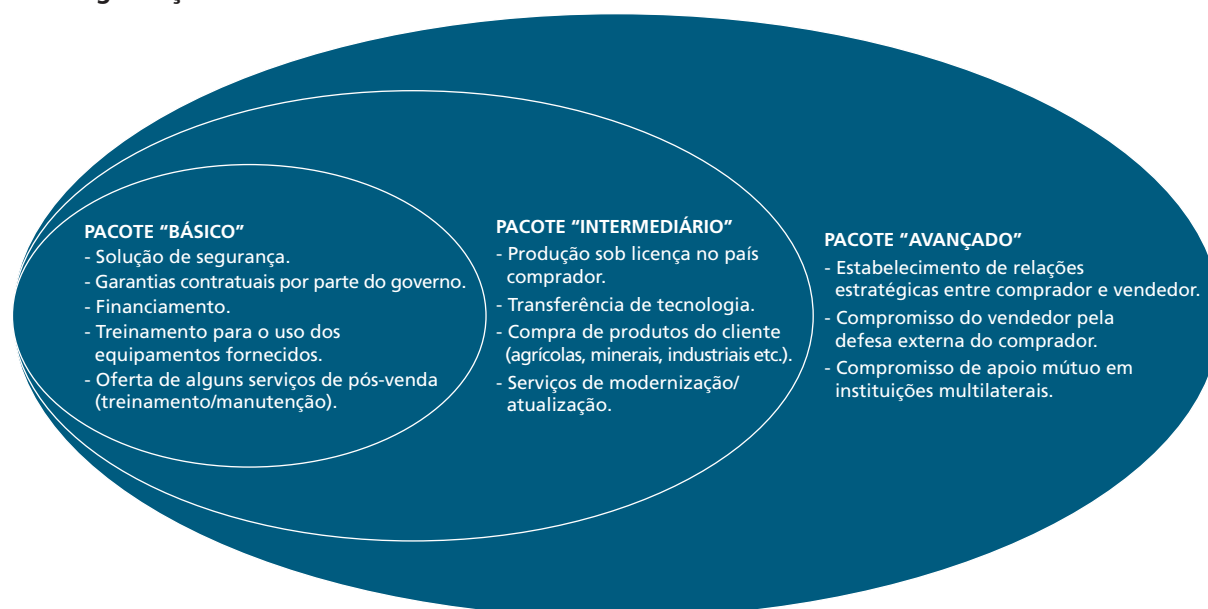 PACOTE “BÁSICO”
- Solução de segurança.
- Garantias contratuais por parte do governo.
- Financiamento.
- Treinamento para o uso dos
equipamentos fornecidos.
- Oferta de alguns serviços de pós-venda
(treinamento/manutenção).
PACOTE “INTERMEDIÁRIO”
- Produção sob licença no país
comprador.
- Transferência de tecnologia.
- Compra de produtos do cliente
(agrícolas, minerais, industriais etc.).
- Serviços de modernização/
atualização.
PACOTE “AVANÇADO”
- Estabelecimento de relações
estratégicas entre comprador e vendedor.
- Compromisso do vendedor pela
defesa externa do comprador.
- Compromisso de apoio mútuo em
instituições multilaterais.